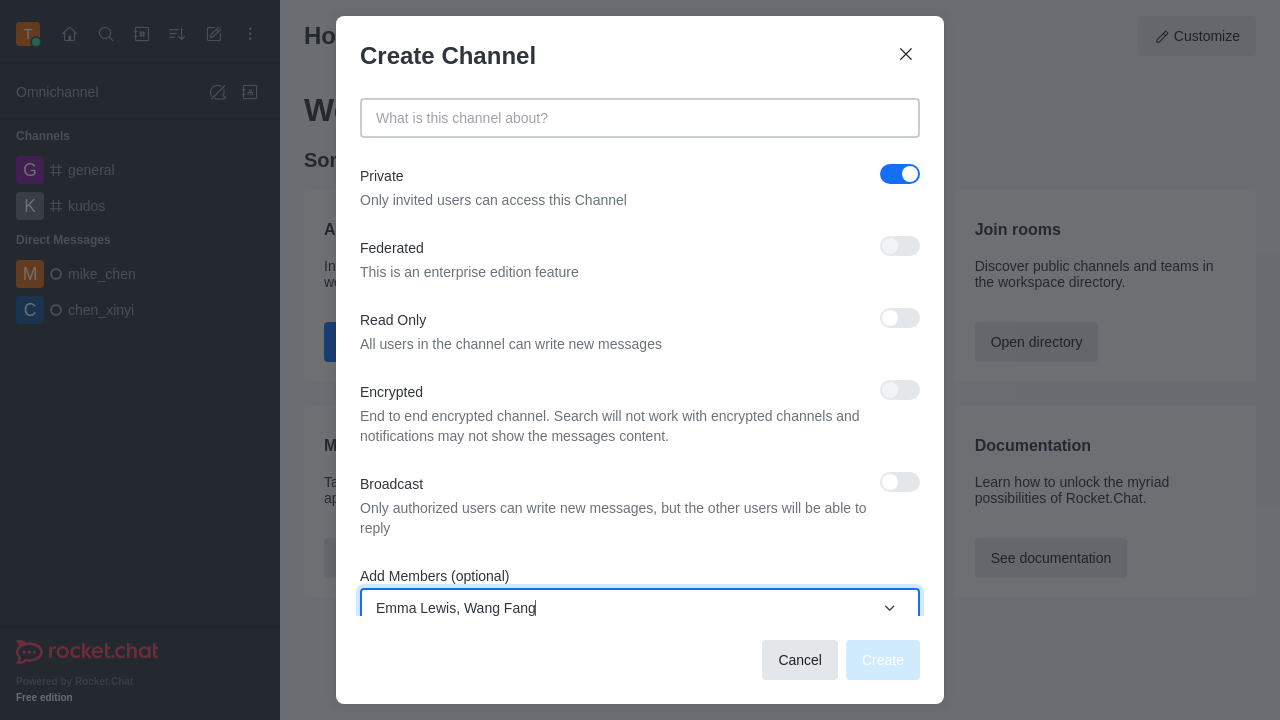 T
Ho
Customize
Omnichannel
We
Channels
G general
K kudos
Direct Messages
M mike_chen
C chen_xinyi
Som
Join rooms
Discover public channels and teams in
the workspace directory.
Open directory
Documentation
Learn how to unlock the myriad
possibilities of Rocket.Chat.
See documentation
Create Channel
What is this channel about?
Private
Only invited users can access this Channel
Federated
This is an enterprise edition feature
Read Only
All users in the channel can write new messages
Encrypted
End to end encrypted channel. Search will not work with encrypted channels and
notifications may not show the messages content.
Broadcast
Only authorized users can write new messages, but the other users will be able to
reply
Add Members (optional)
Emma Lewis, Wang Fang
Cancel
Create
rocket.chat
Powered by Rocket.Chat
Free edition